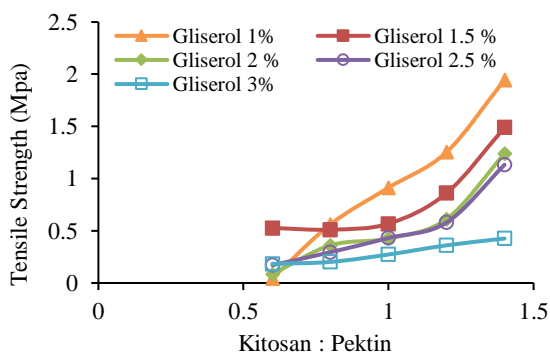 Gliserol 1%
Gliserol 1.5 %
Gliserol 2 %
Gliserol 2.5 %
Gliserol 3%
Tensile Strength (Mpa)
2.5
2
1.5
1
0.5
0
0
0.5
1
1.5
Kitosan : Pektin